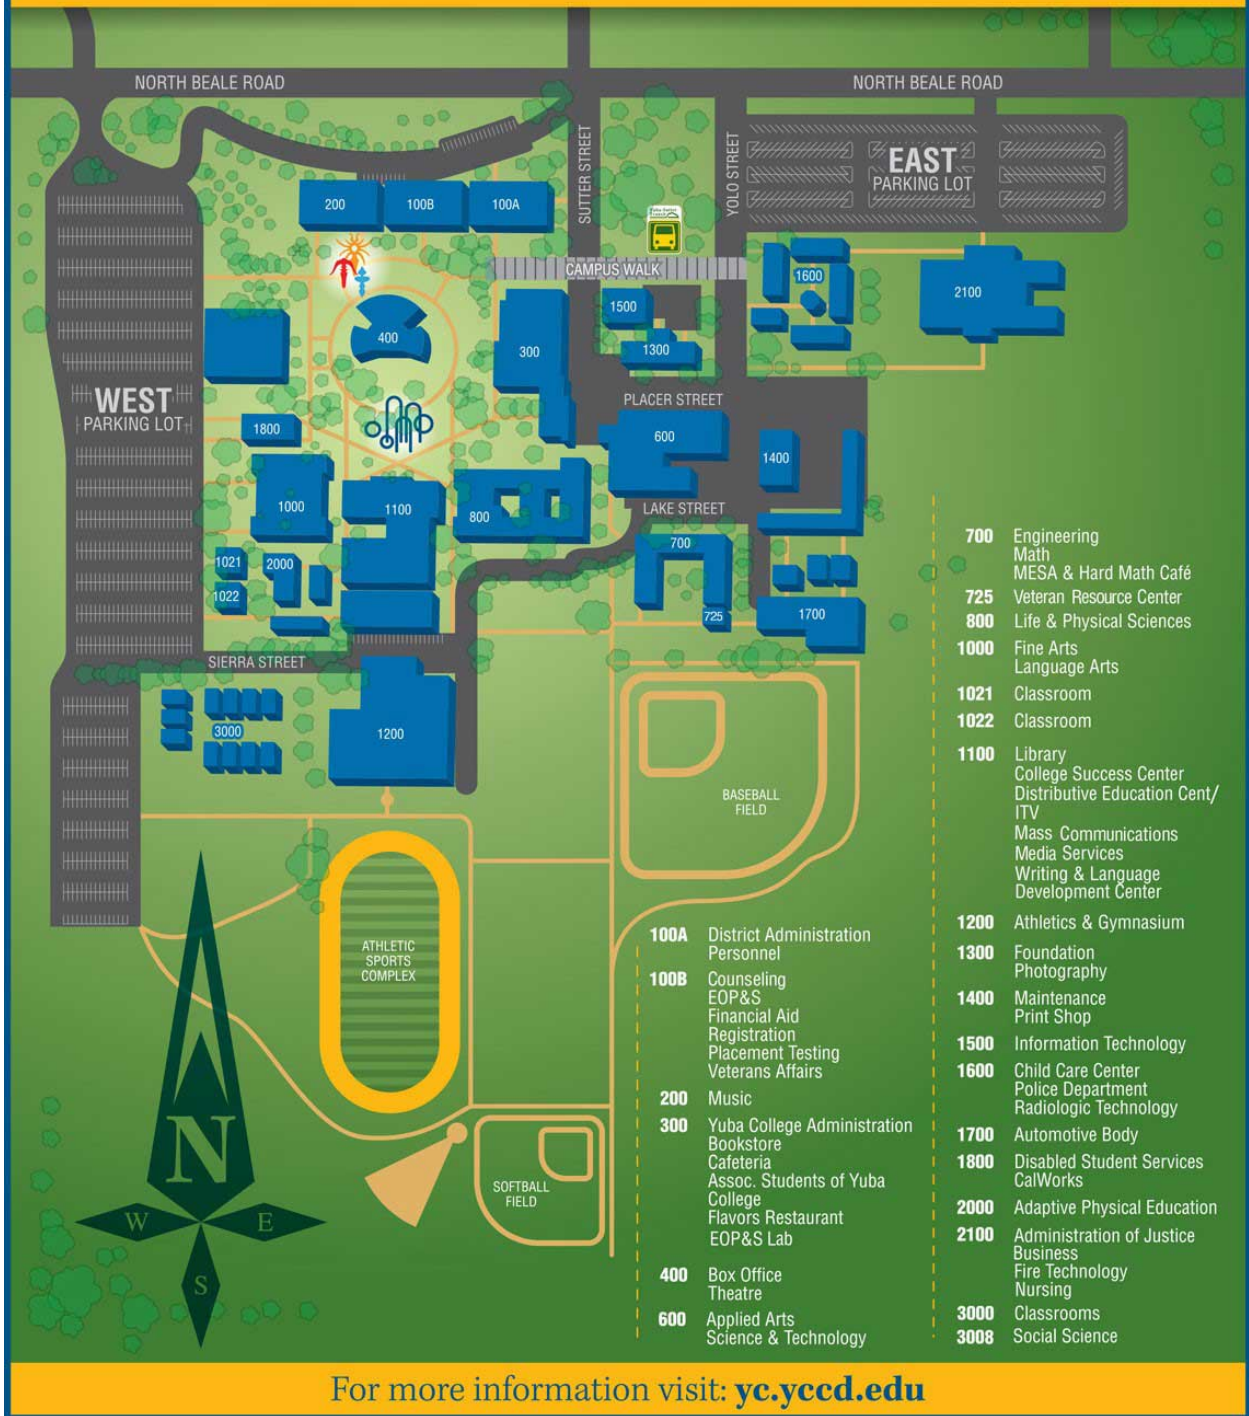 NORTH BEALE ROAD
NORTH BEALE ROAD
SUTTER STREET
YOLO STREET
EAST
PARKING LOT
200
100B
100A
CAMPUS WALK
1600
2100
1500
400
300
1300
WEST
PARKING LOT
PLACER STREET
1800
600
1400
1000
1100
800
LAKE STREET
700
1021
2000
1022
725
1700
SIERRA STREET
3000
1200
BASEBALL
FIELD
ATHLETIC
SPORTS
COMPLEX
SOFTBALL
FIELD
N
W
E
S
100A District Administration
Personnel
100B Counseling
EOP&S
Financial Aid
Registration
Placement Testing
Veterans Affairs
200 Music
300 Yuba College Administration
Bookstore
Cafeteria
Assoc. Students of Yuba
College
Flavors Restaurant
EOP&S Lab
400 Box Office
Theatre
600 Applied Arts
Science & Technology
700 Engineering
Math
MESA & Hard Math Café
725 Veteran Resource Center
800 Life & Physical Sciences
1000 Fine Arts
Language Arts
1021 Classroom
1022 Classroom
1100 Library
College Success Center
Distributive Education Cent/
ITV
Mass Communications
Media Services
Writing & Language
Development Center
1200 Athletics & Gymnasium
1300 Foundation
Photography
1400 Maintenance
Print Shop
1500 Information Technology
1600 Child Care Center
Police Department
Radiologic Technology
1700 Automotive Body
1800 Disabled Student Services
CalWorks
2000 Adaptive Physical Education
2100 Administration of Justice
Business
Fire Technology
Nursing
3000 Classrooms
3008 Social Science
For more information visit: yc.yccd.edu